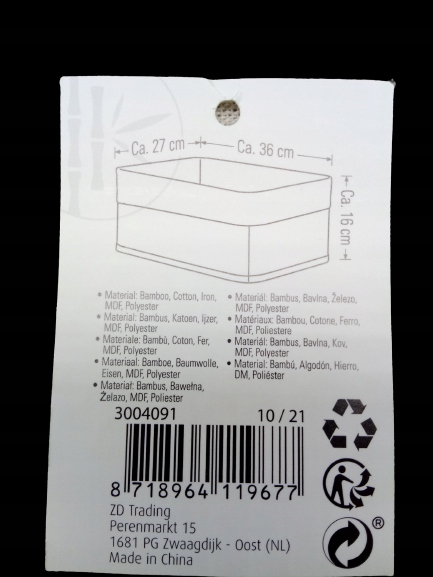 Ca. 27 cm
Ca. 36 cm
Ca. 16 cm
• Material: Bamboo, Cotton, Iron,
MDF, Polyester
• Material: Bambus, Katoen, Ijzer,
MDF, Polyester
• Materiale: Bambù, Coton, Fer,
MDF, Polyester
• Materiaal: Bamboe, Baumwolle,
Eisen, MDF, Polyester
• Materiał: Bambus, Bawełna,
Żelazo, MDF, Poliester
• Materiál: Bambus, Bavlna, Železo,
MDF, Polyester
• Matériaux: Bambou, Cotone, Ferro,
MDF, Poliestere
• Materiál: Bambus, Bavlna, Kov,
MDF, Polyester
• Material: Bambú, Algodón, Hierro,
DM, Poliéster
3004091
10 / 21
8 718964 119677
ZD Trading
Perenmarkt 15
1681 PG Zwaagdijk - Oost (NL)
Made in China
®